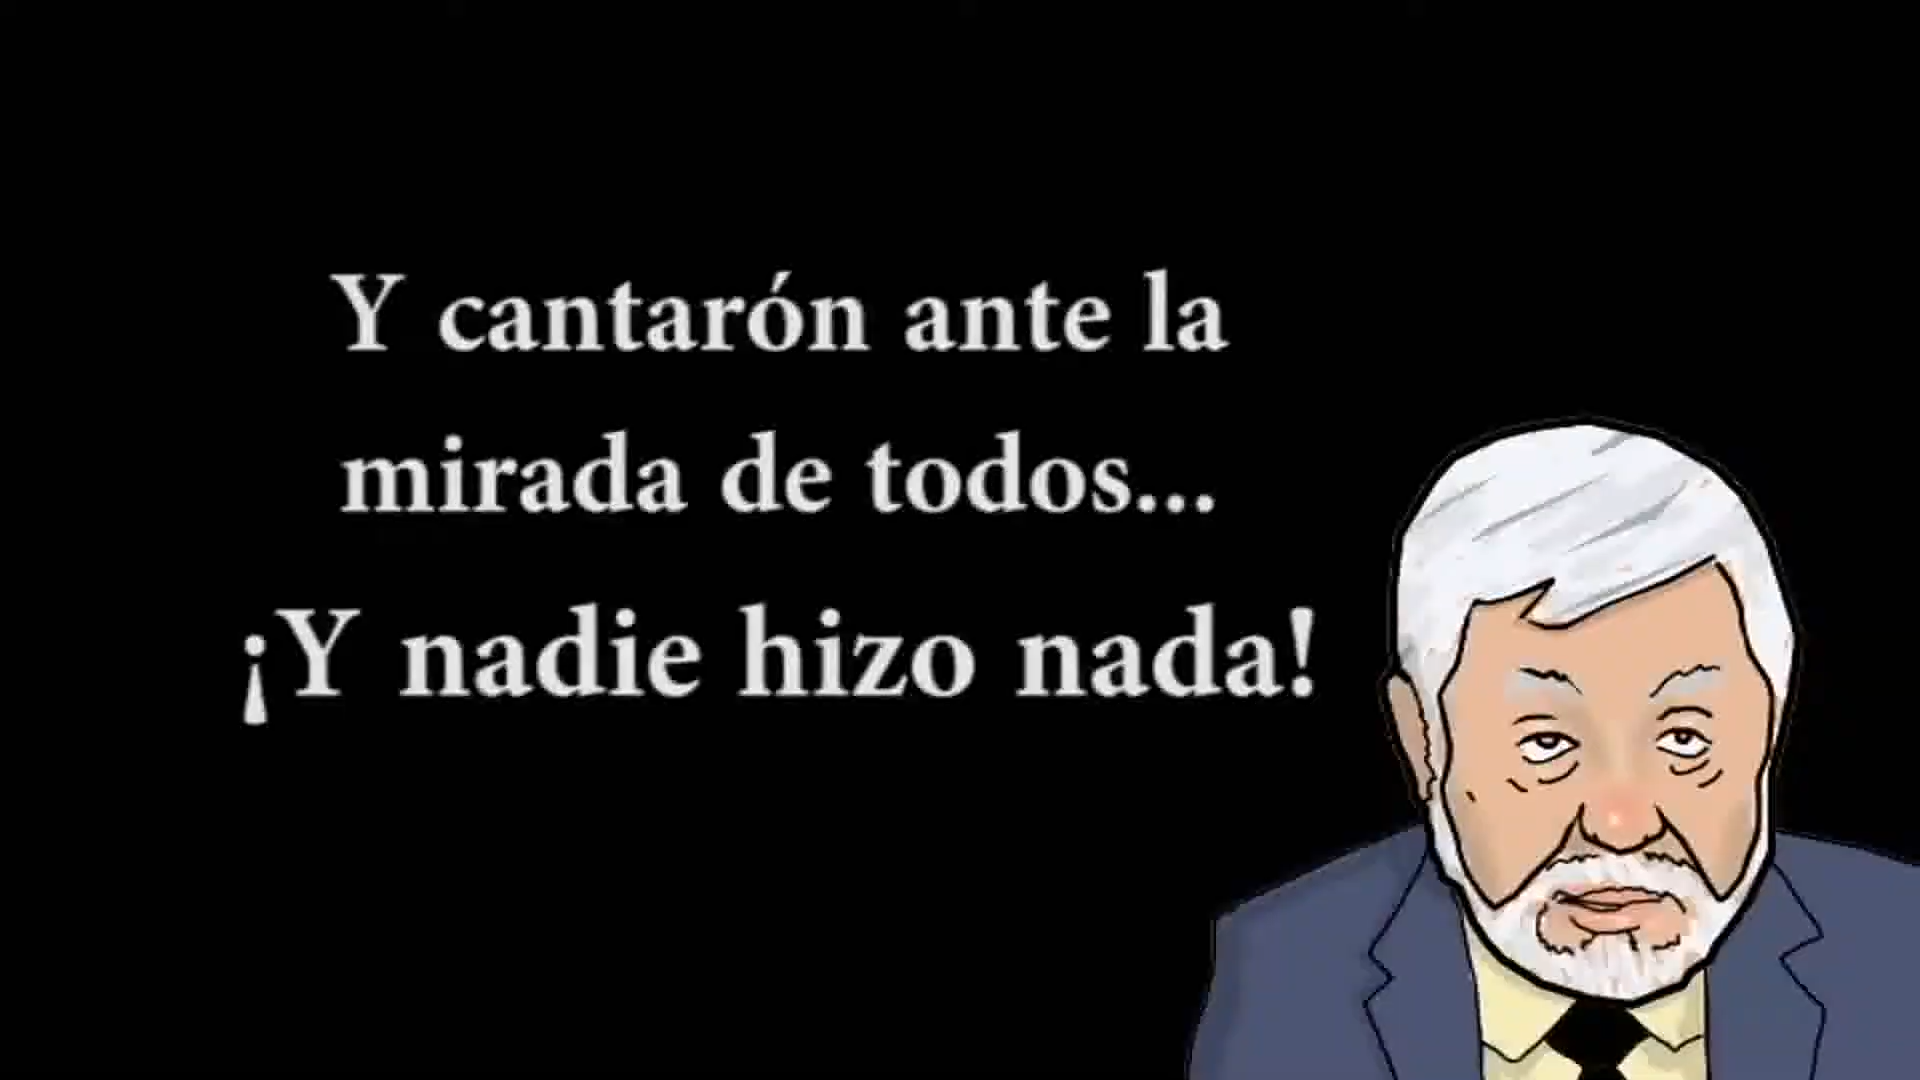 Y cantarón ante la
mirada de todos...
¡Y nadie hizo nada!